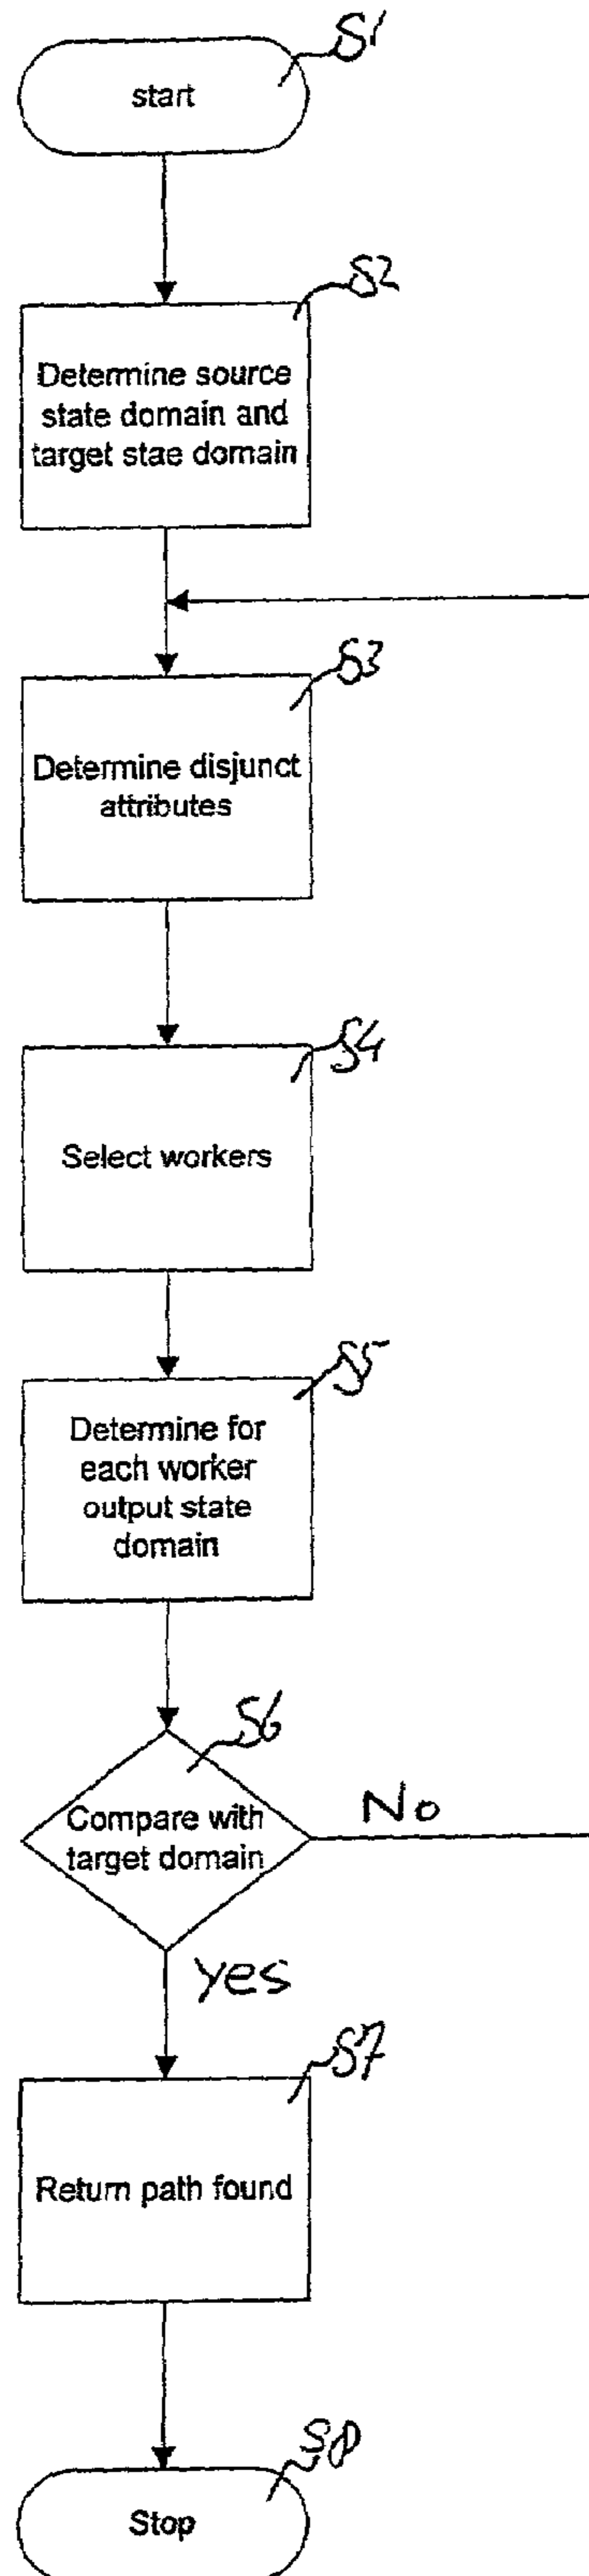 S1
start
S2
Determine source
state domain and
target stae domain
S3
Determine disjunct
attributes
S4
Select workers
S5
Determine for
each worker
output state
domain
S6
Compare with
target domain
No
yes
S7
Return path found
S8
Stop